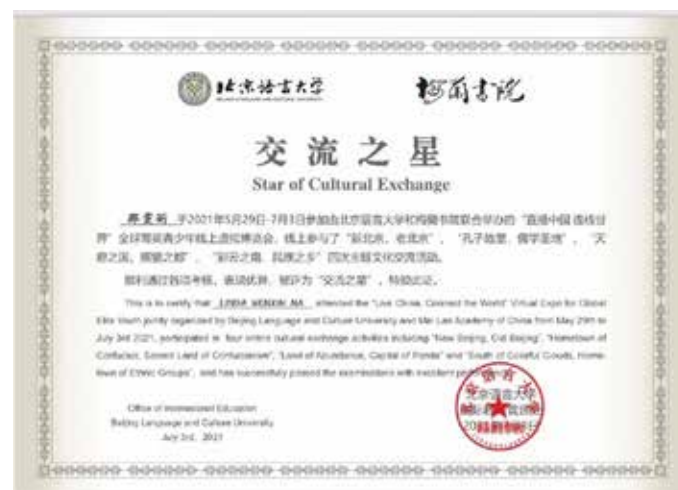 北京语言大学
梅兰书院
交流之星
Star of Cultural Exchange
于2021年5月29日-7月3日参加由北京语言大学和梅兰书院联合举办的“直播中国 连线世
界”全球菁英青少年线上虚拟博览会，线上参与了“新北京，老北京”、“孔子故里，儒学圣地”、“天
府之国，熊猫之都”、“彩云之南，民族之乡”四次主题文化交流活动。
顺利通过各项考核，表现优异，被评为“交流之星”，特颁此证。
This is to certify that LINDA WENXIN NA attended the "Live China, Connect the World" Virtual Expo for Global
Elite Youth jointly organized by Beijing Language and Culture University and Mei Lan Academy of China from May 29th to
July 3rd 2021, participated in four online cultural exchange activities including "New Beijing, Old Beijing", "Hometown of
Confucius, Sacred Land of Confucianism", "Land of Abundance, Capital of Panda" and "South of Colorful Clouds, Home-
town of Ethnic Groups", and has successfully passed the examinations with excellent
Office of International Education
Beijing Language and Culture University
July 3rd, 2021
北京语言大学